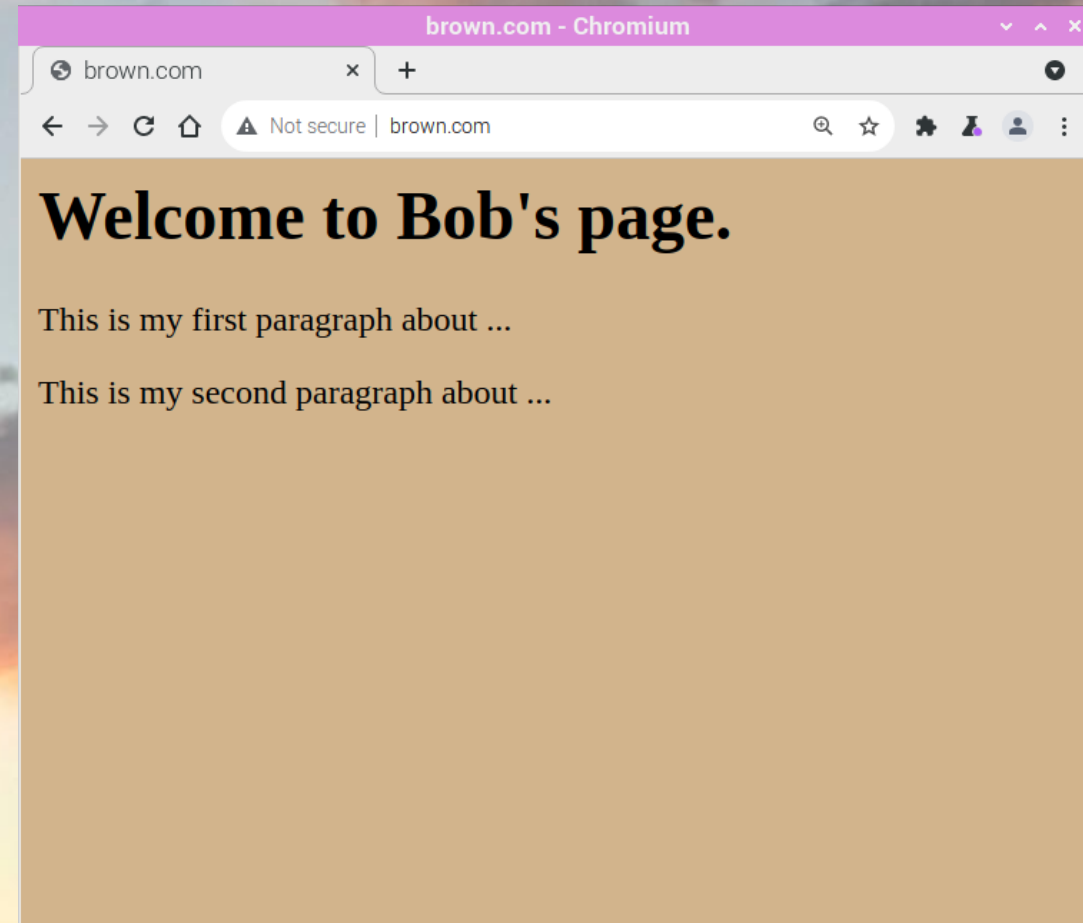 brown.com - Chromium
brown.com
Not secure | brown.com
Welcome to Bob's page.
This is my first paragraph about ...
This is my second paragraph about ...